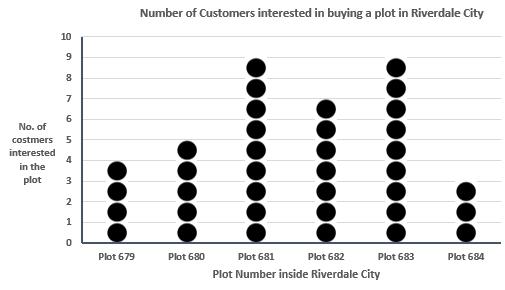 Number of Customers interested in buying a plot in Riverdale City
10
9
8
7
6
5
4
3
2
1
0
No. of
costmers
interested
in the
plot
Plot 679 Plot 680 Plot 681 Plot 682 Plot 683 Plot 684
Plot Number inside Riverdale City